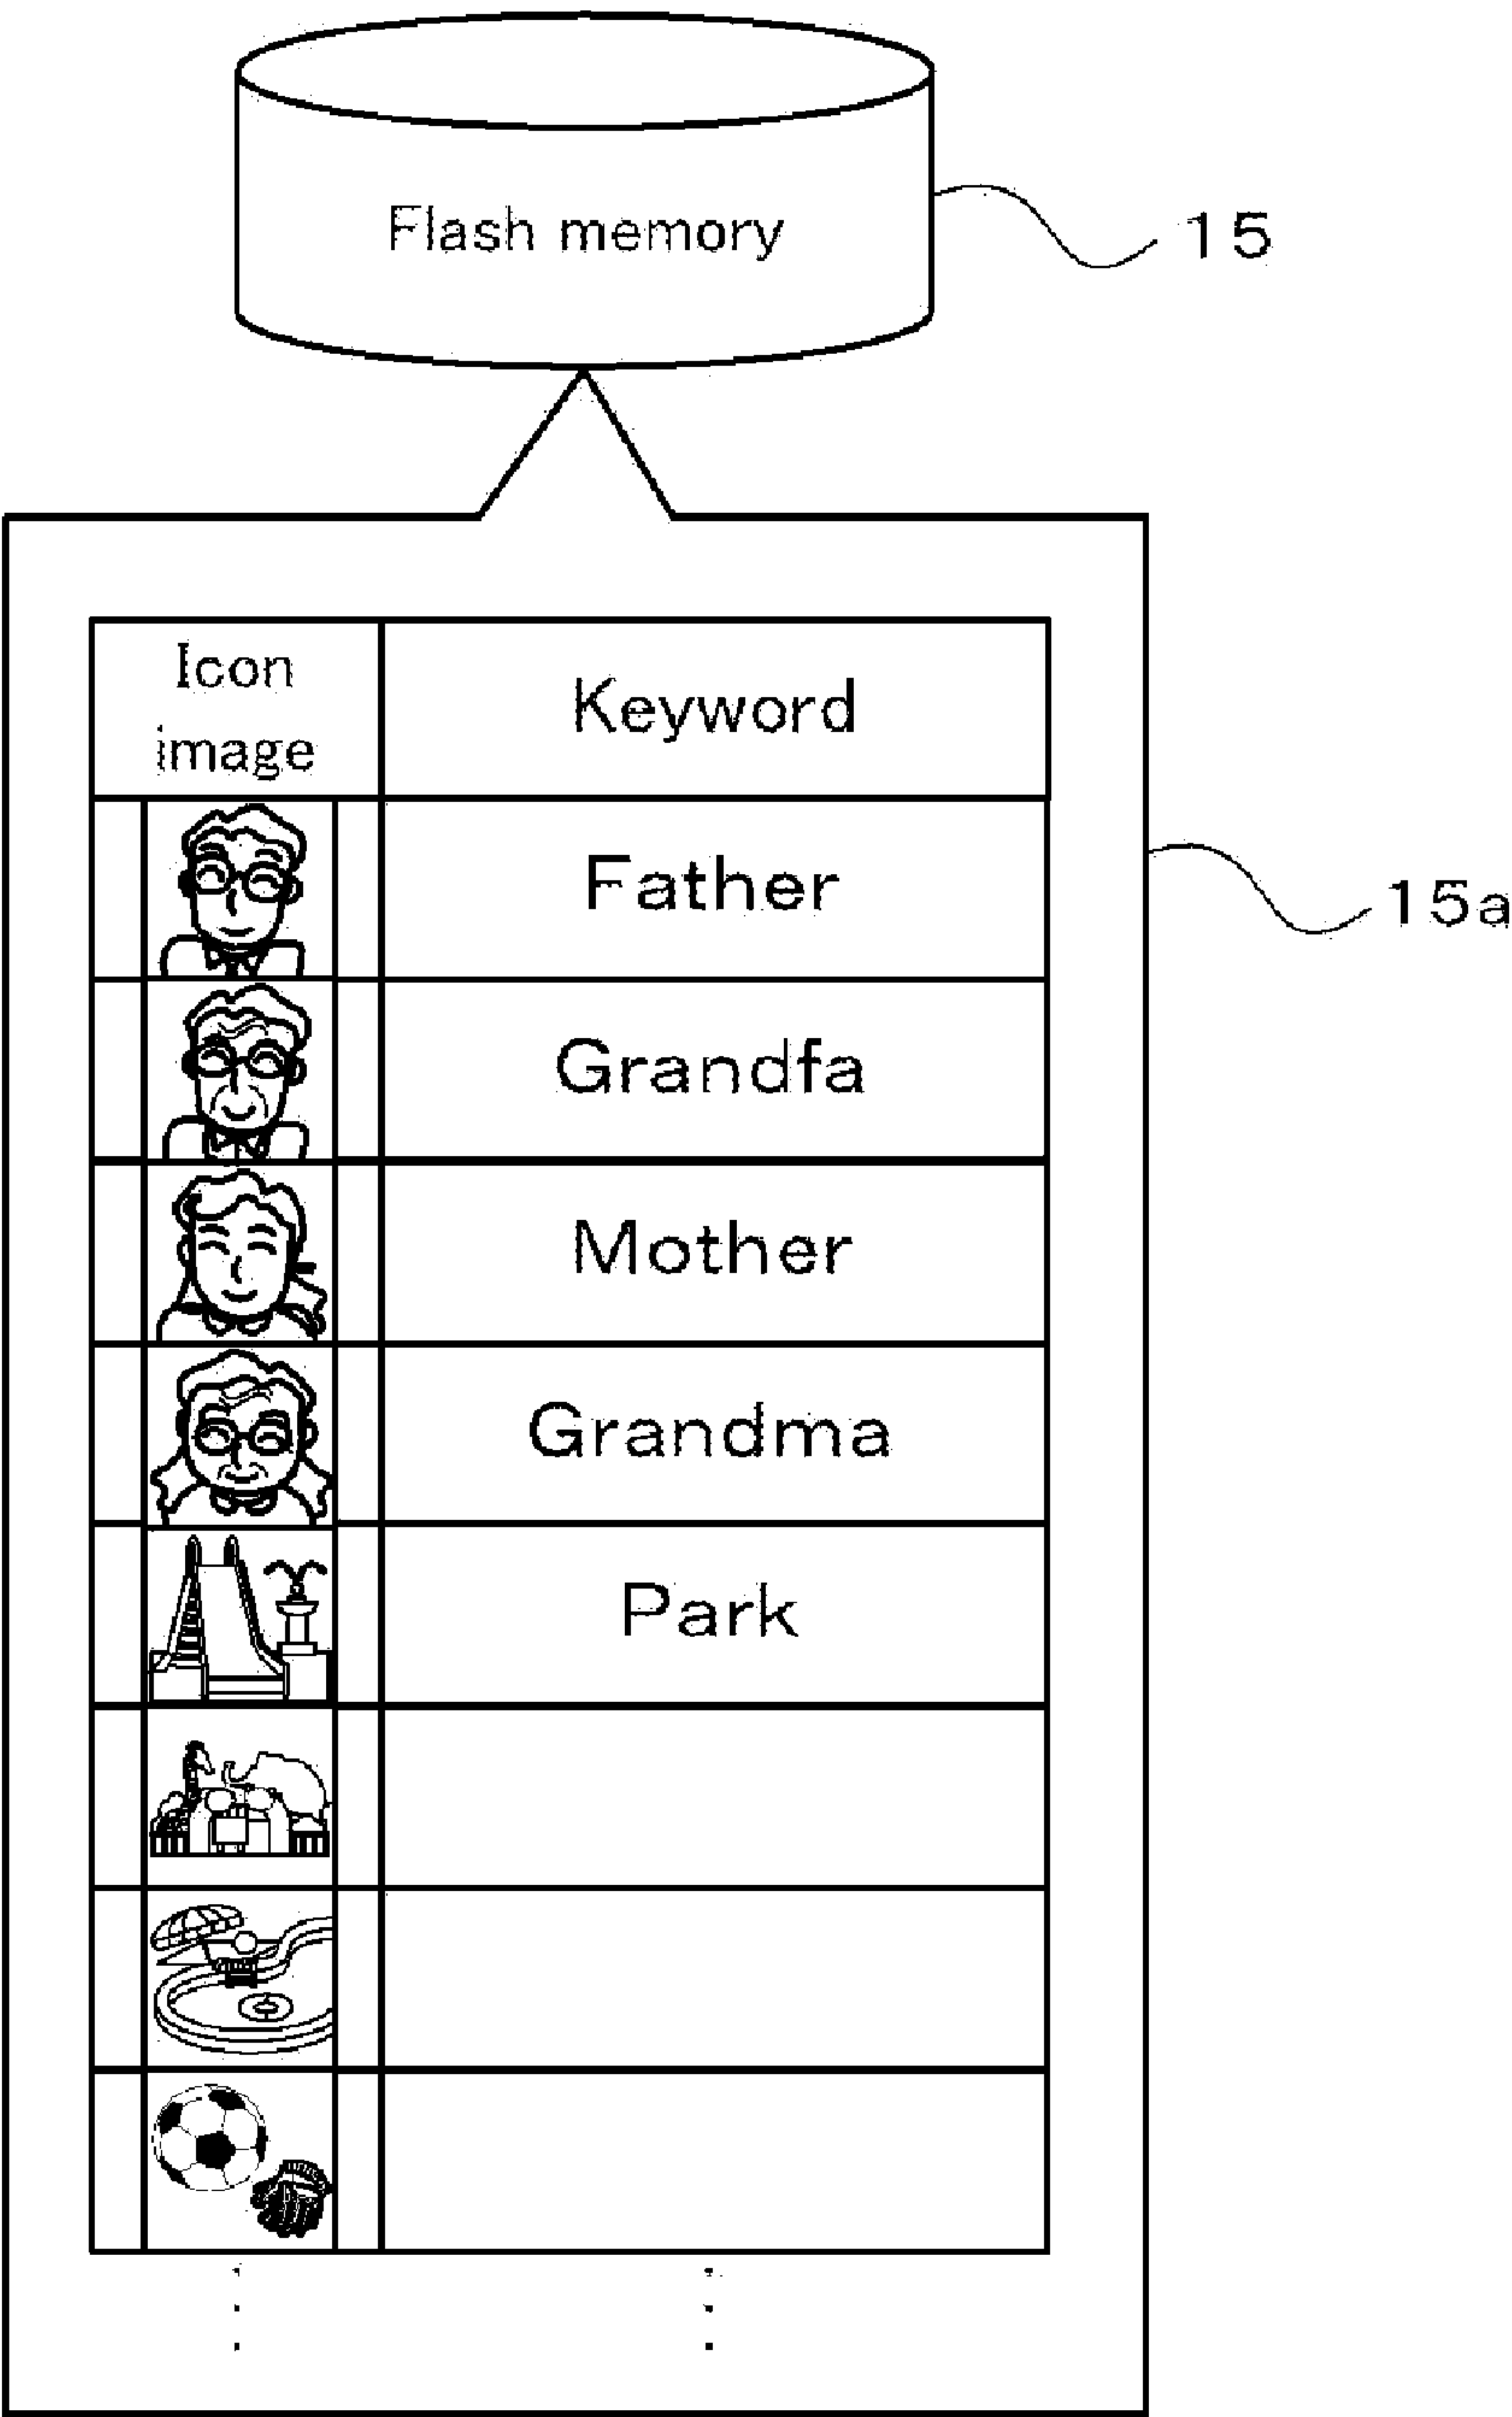 Flash memory
15
Icon
image
Keyword
Father
15a
Grandfa
Mother
Grandma
Park